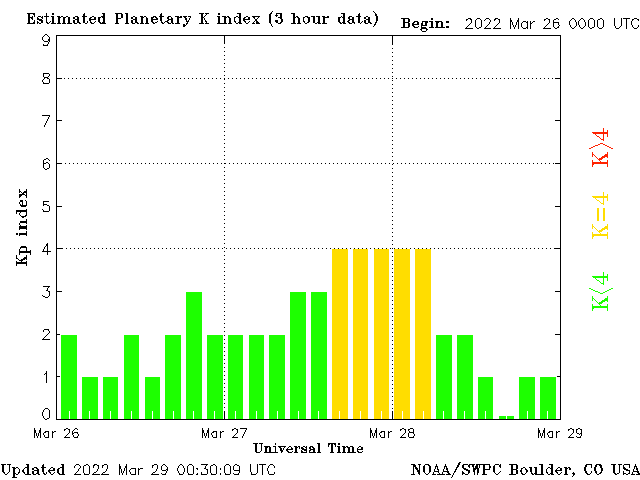 Estimated Planetary K index (3 hour data)
Begin: 2022 Mar 26 0000 UTC
9
8
7
6
5
4
3
2
1
0
Kp index
K>4
K=4
K<4
Mar 26
Mar 27
Mar 28
Mar 29
Universal Time
Updated 2022 Mar 29 00:30:09 UTC
NOAA/SWPC Boulder, CO USA